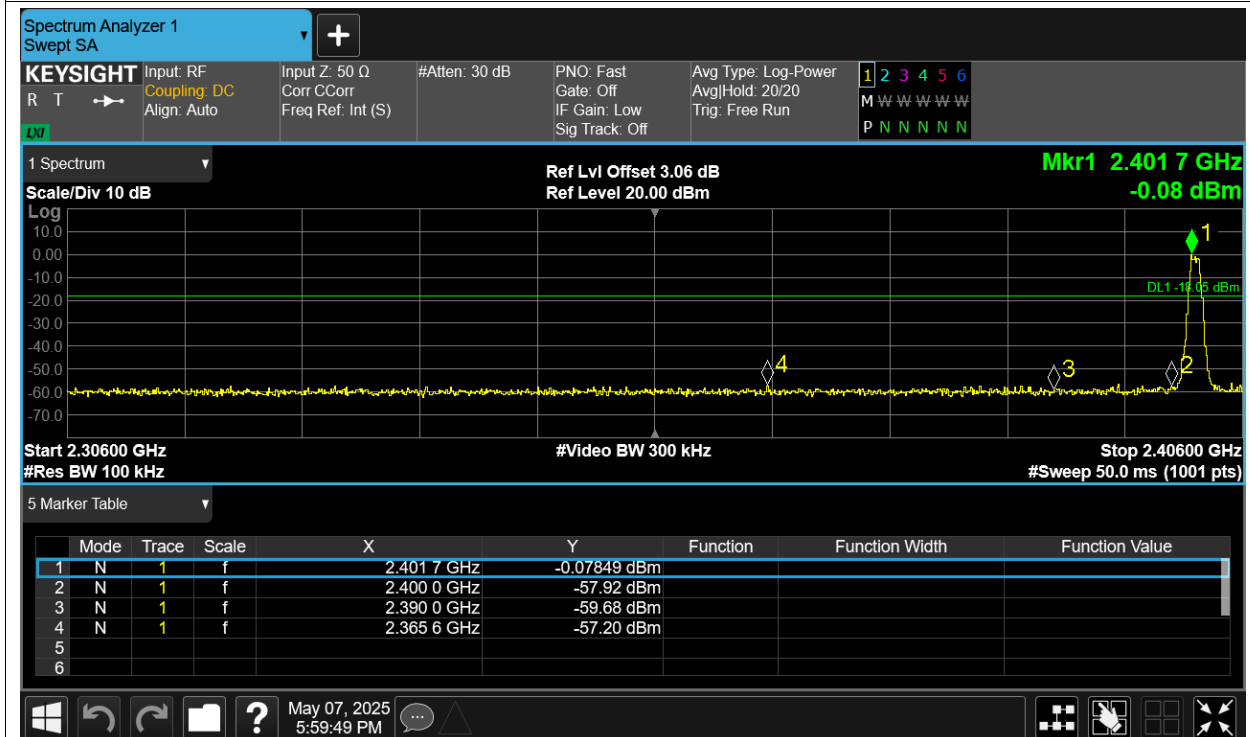 Spectrum Analyzer 1
Swept SA
+
KEYSIGHT Input: RF Input Z: 50 Ω #Atten: 30 dB PNO: Fast Avg Type: Log-Power 1 2 3 4 5 6
R T Coupling: DC Corr CCorr Gate: Off Avg|Hold: 20/20 M W W W W W W
Align: Auto Freq Ref: Int (S) IF Gain: Low Trig: Free Run
LXI Sig Track: Off P N N N N N N
1 Spectrum Ref Lvl Offset 3.06 dB Mkr1 2.401 7 GHz
Scale/Div 10 dB Ref Level 20.00 dBm -0.08 dBm
Log
10.0 1
0.00
-10.0
DL1 -18.05 dBm
-20.0
-30.0
-40.0
-50.0 4 3 2
-60.0
-70.0
Start 2.30600 GHz #Video BW 300 kHz Stop 2.40600 GHz
#Res BW 100 kHz #Sweep 50.0 ms (1001 pts)
5 Marker Table
Mode Trace Scale X Y Function Function Width Function Value
1 N 1 f 2.401 7 GHz -0.07849 dBm
2 N 1 f 2.400 0 GHz -57.92 dBm
3 N 1 f 2.390 0 GHz -59.68 dBm
4 N 1 f 2.365 6 GHz -57.20 dBm
5
6
? May 07, 2025
5:59:49 PM